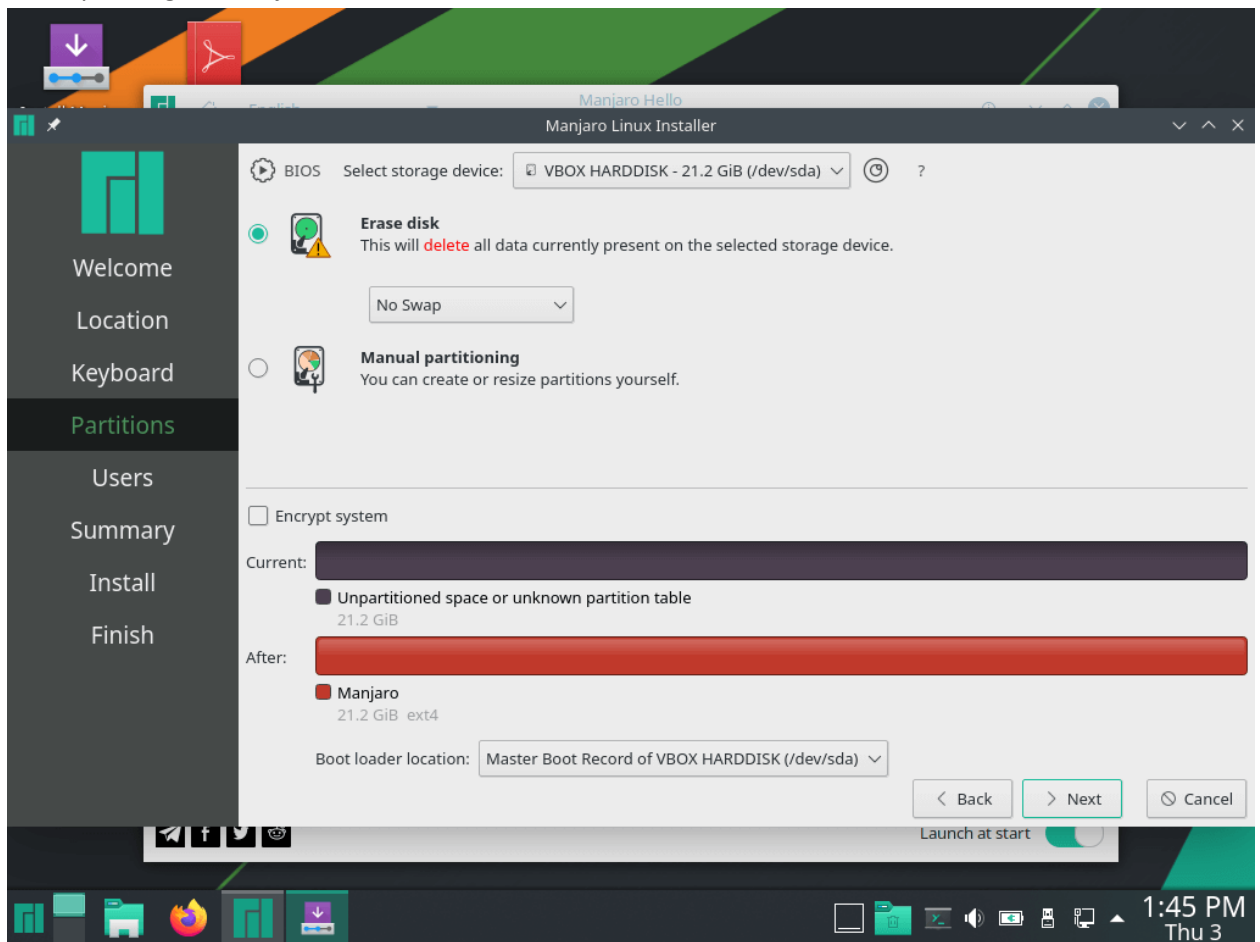 Manjaro Hello
Manjaro Linux Installer
BIOS Select storage device: VBOX HARDDISK - 21.2 GiB (/dev/sda) ?
Erase disk
This will delete all data currently present on the selected storage device.
No Swap
Manual partitioning
You can create or resize partitions yourself.
Welcome
Location
Keyboard
Partitions
Users
Summary
Install
Finish
Encrypt system
Current:
Unpartitioned space or unknown partition table
21.2 GiB
After:
Manjaro
21.2 GiB ext4
Boot loader location: Master Boot Record of VBOX HARDDISK (/dev/sda)
Back Next Cancel
Launch at start
1:45 PM
Thu 3